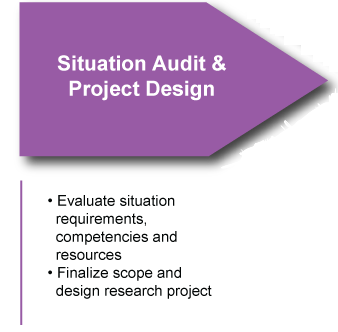 Situation Audit &
Project Design
• Evaluate situation
requirements,
competencies and
resources
• Finalize scope and
design research project